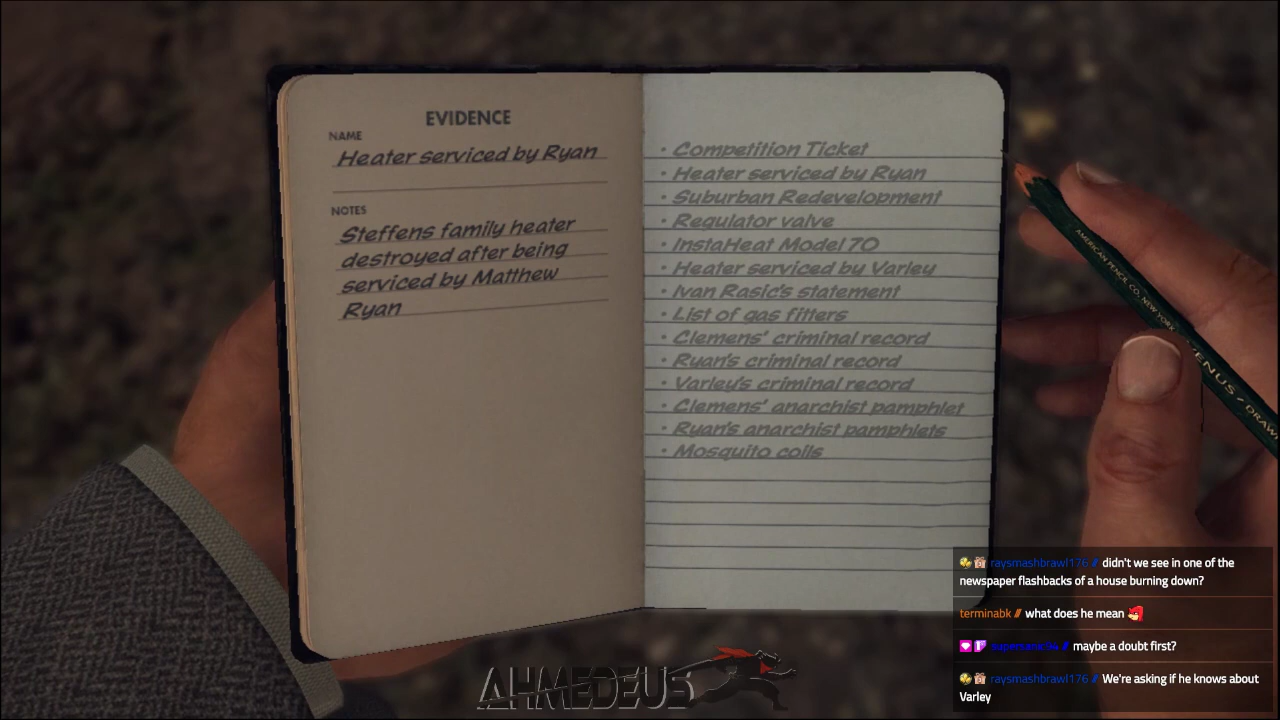 EVIDENCE
NAME
Heater serviced by Ryan
NOTES
Steffens family heater
destroyed after being
serviced by Matthew
Ryan
• Competition Ticket
• Heater serviced by Ryan
• Suburban Redevelopment
• Regulator valve
• InstaHeat Model 70
• Heater serviced by Varley
• Ivan Rasic's statement
• List of gas fitters
• Clemens' criminal record
• Ryan's criminal record
• Varley's criminal record
• Clemens' anarchist pamphlet
• Ryan's anarchist pamphlets
• Mosquito coils
AMERICAN PENCIL CO. NEW YORK
VENUS / DRAW
raysmashbrawl176 // didn't we see in one of the
newspaper flashbacks of a house burning down?
terminabk // what does he mean
// maybe a doubt first?
raysmashbrawl176 // We're asking if he knows about
Varley
AHMEDEUS